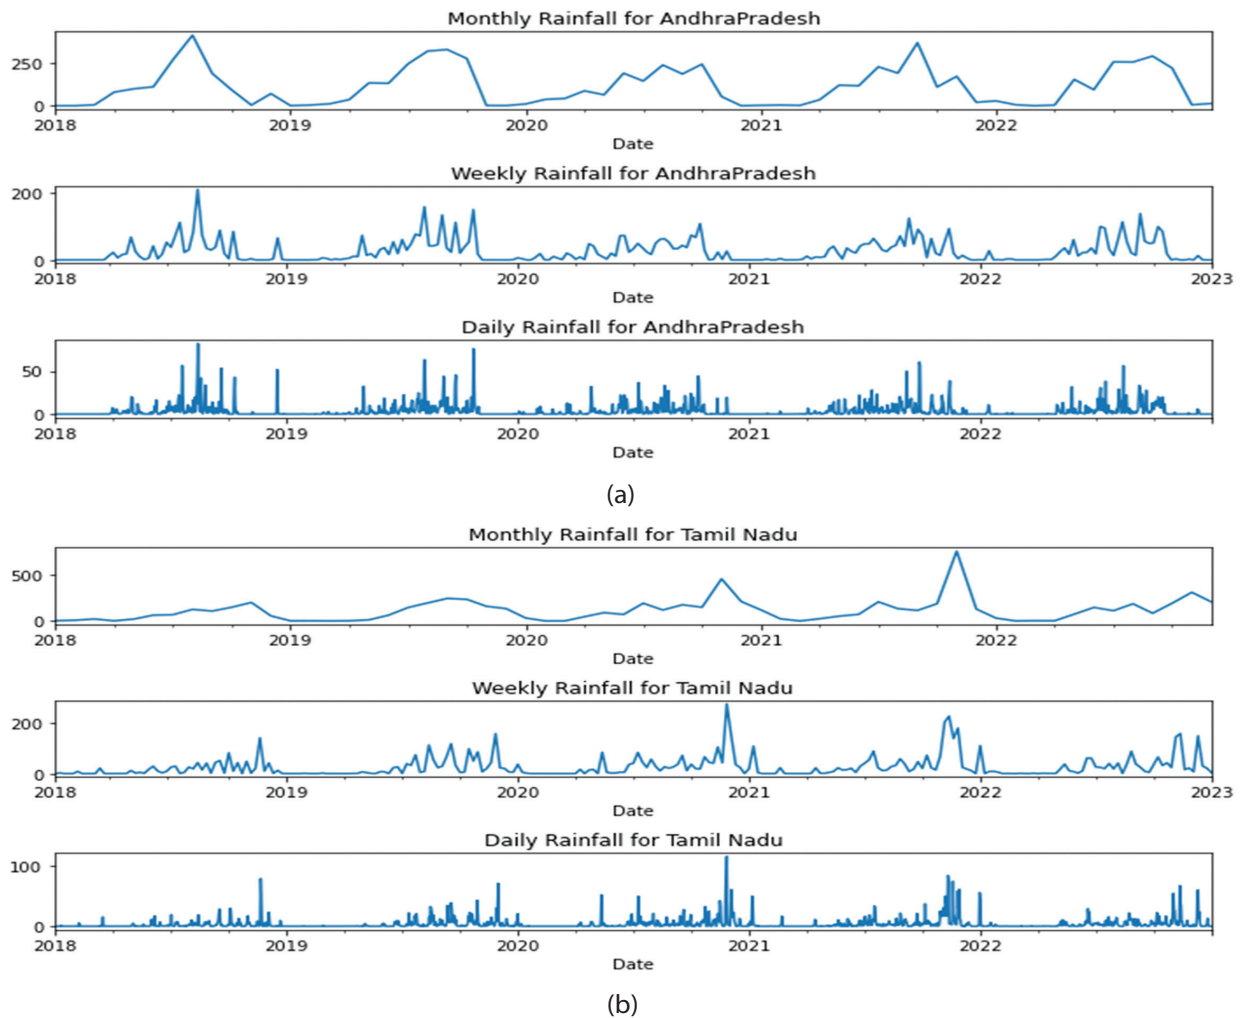 Monthly Rainfall for AndhraPradesh
250
0
2018 2019 2020 2021 2022
Date
Weekly Rainfall for AndhraPradesh
200
0
2018 2019 2020 2021 2022 2023
Date
Daily Rainfall for AndhraPradesh
50
0
2018 2019 2020 2021 2022
Date
(a)
Monthly Rainfall for Tamil Nadu
500
0
2018 2019 2020 2021 2022
Date
Weekly Rainfall for Tamil Nadu
200
0
2018 2019 2020 2021 2022 2023
Date
Daily Rainfall for Tamil Nadu
100
0
2018 2019 2020 2021 2022
Date
(b)